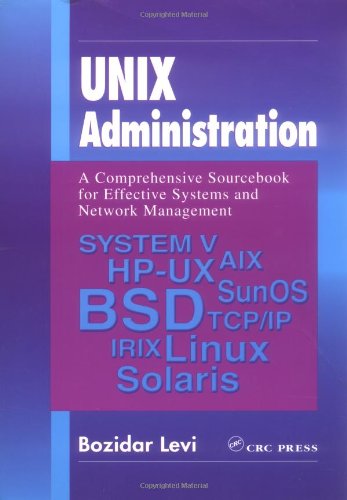 UNIX
Administration
A Comprehensive Sourcebook
for Effective Systems and
Network Management
SYSTEM V
HP-UX AIX
BSD SunOS
TCP/IP
IRIX Linux
Solaris
Bozidar Levi
CRC CRC PRESS